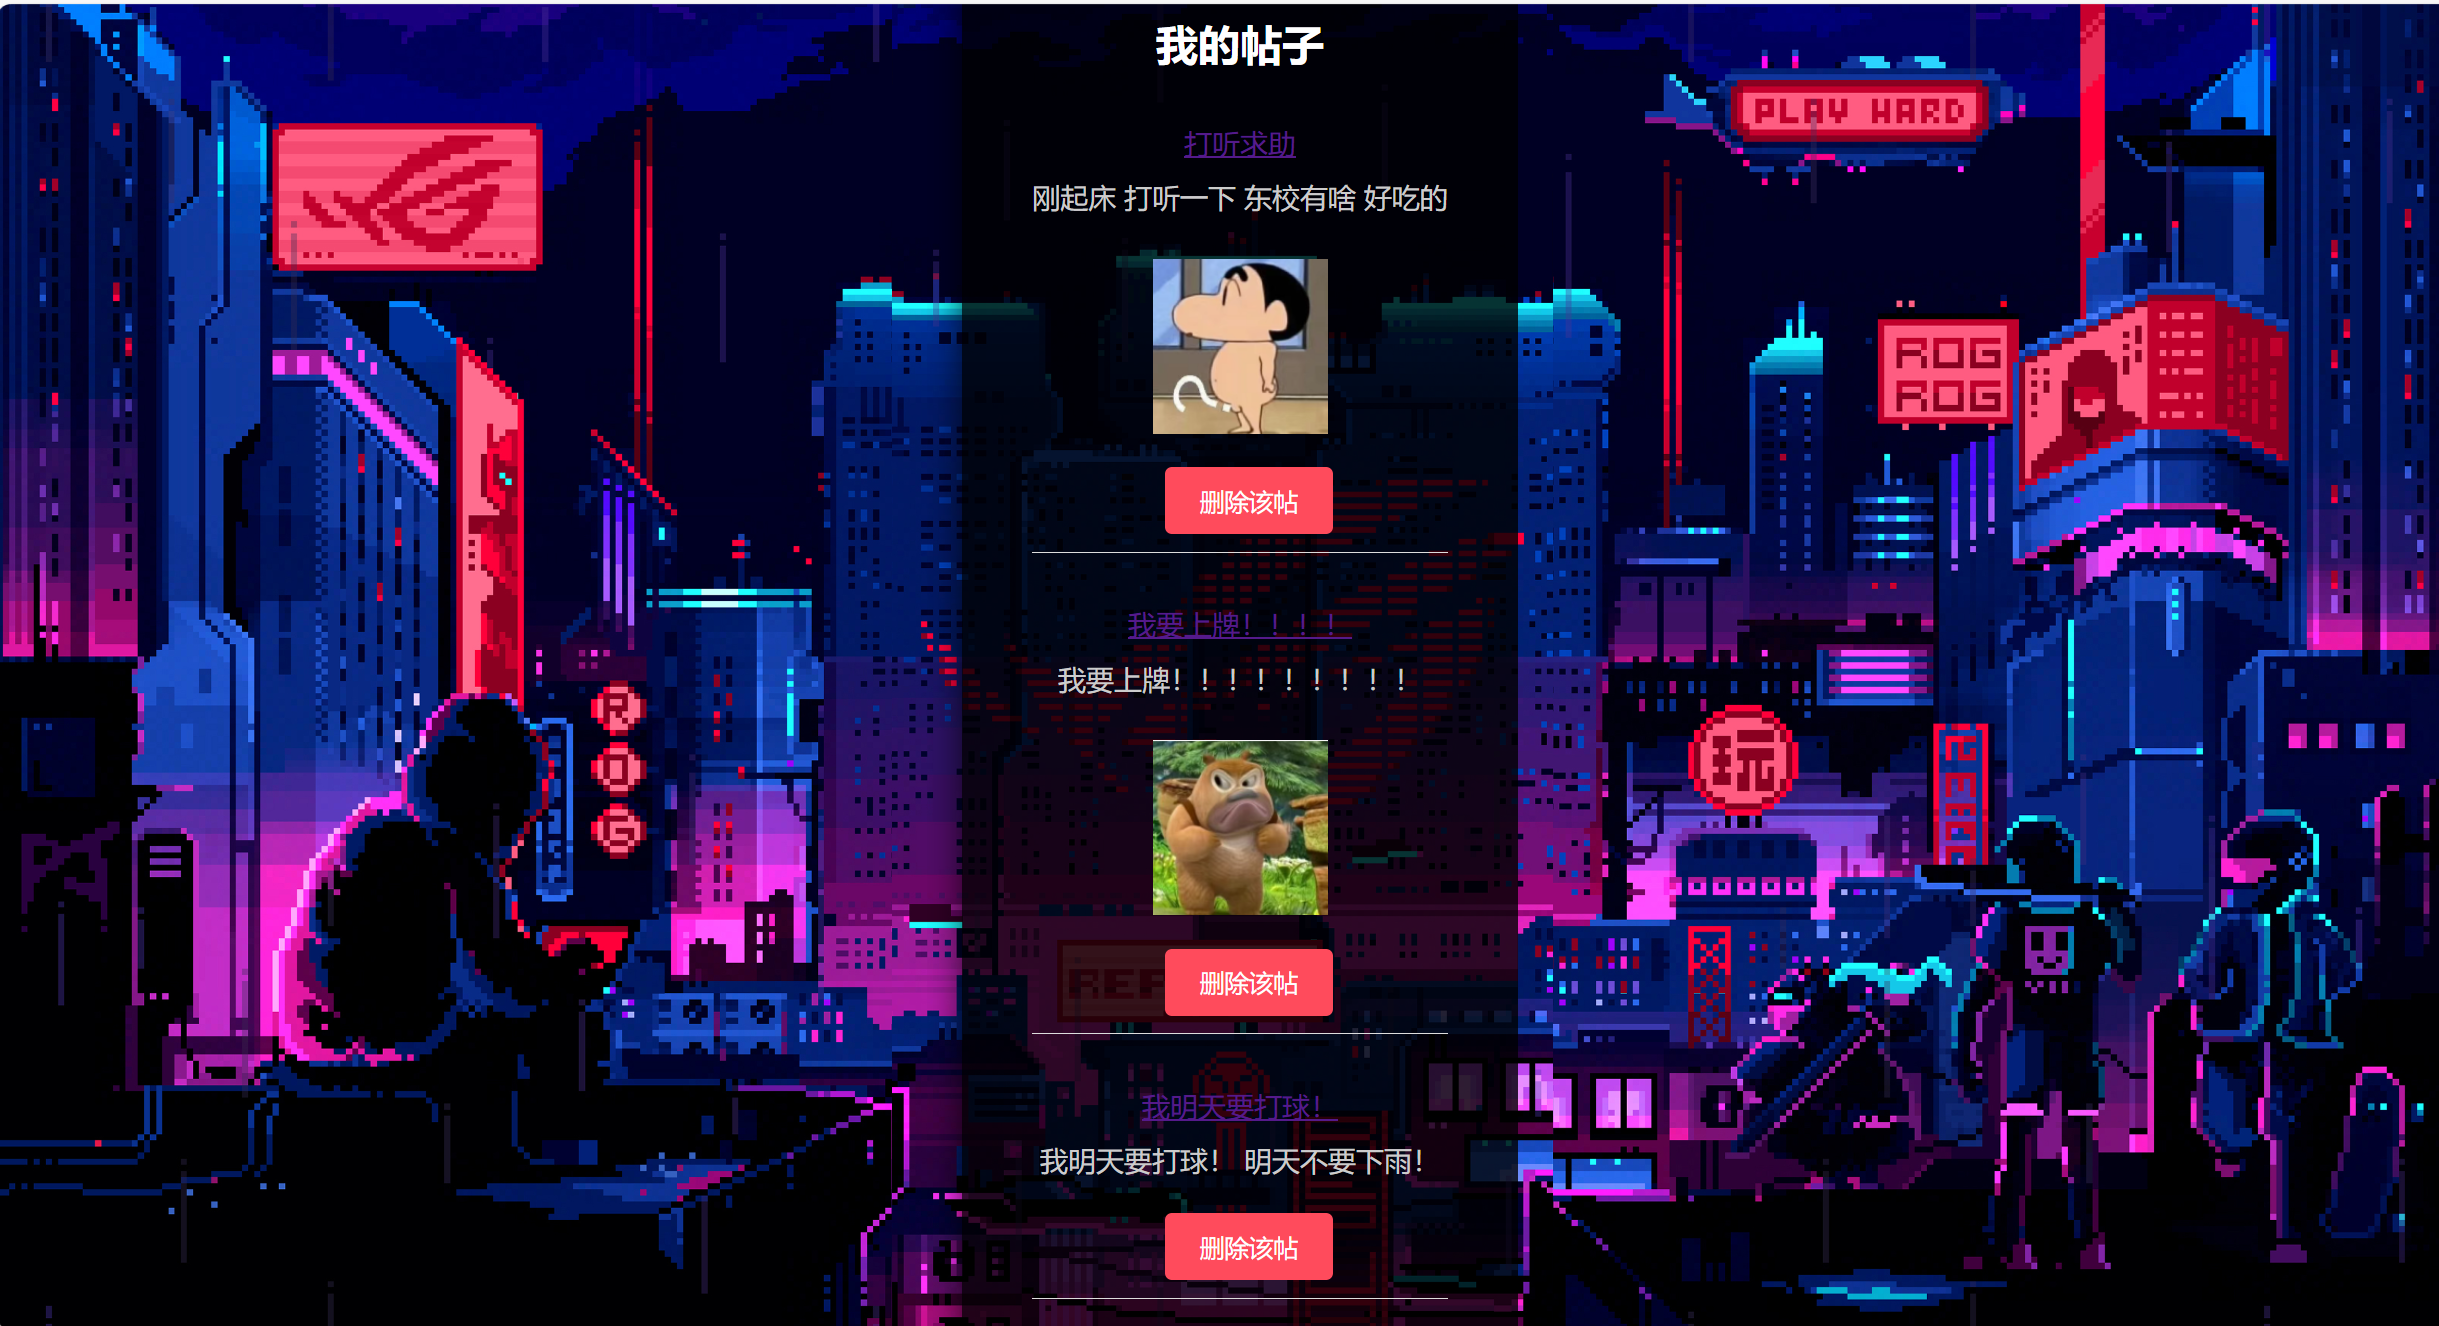 我的帖子
PLAY HARD
打听求助
刚起床 打听一下 东校有啥 好吃的
ROG
ROG
删除该帖
我要上牌！！！！
我要上牌！！！！！！！！！
R
O
G
玩
删除该帖
我明天要打球！
我明天要打球！ 明天不要下雨！
删除该帖